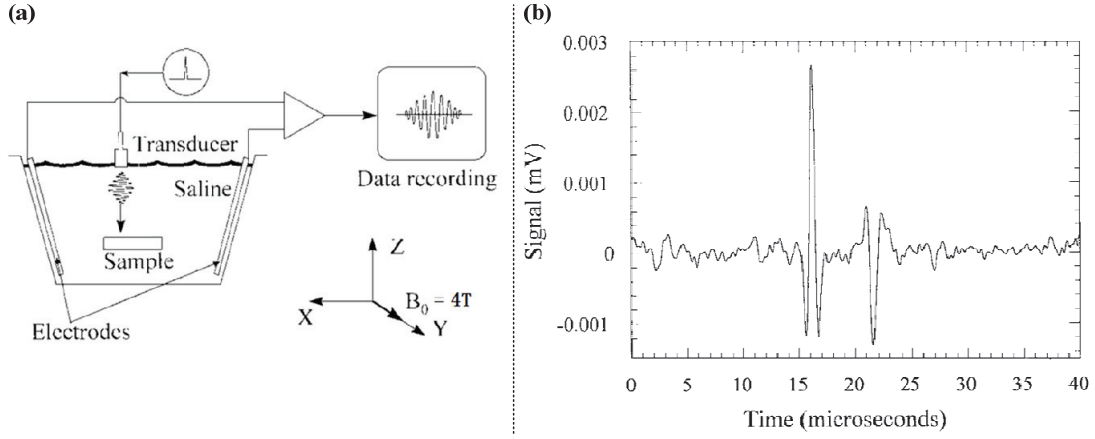 (a)
Transducer
Saline
Data recording
Sample
Electrodes
Z
X
B₀ = 4T
Y
(b)
0.003
0.002
0.001
0
-0.001
Signal (mV)
0 5 10 15 20 25 30 35 40
Time (microseconds)